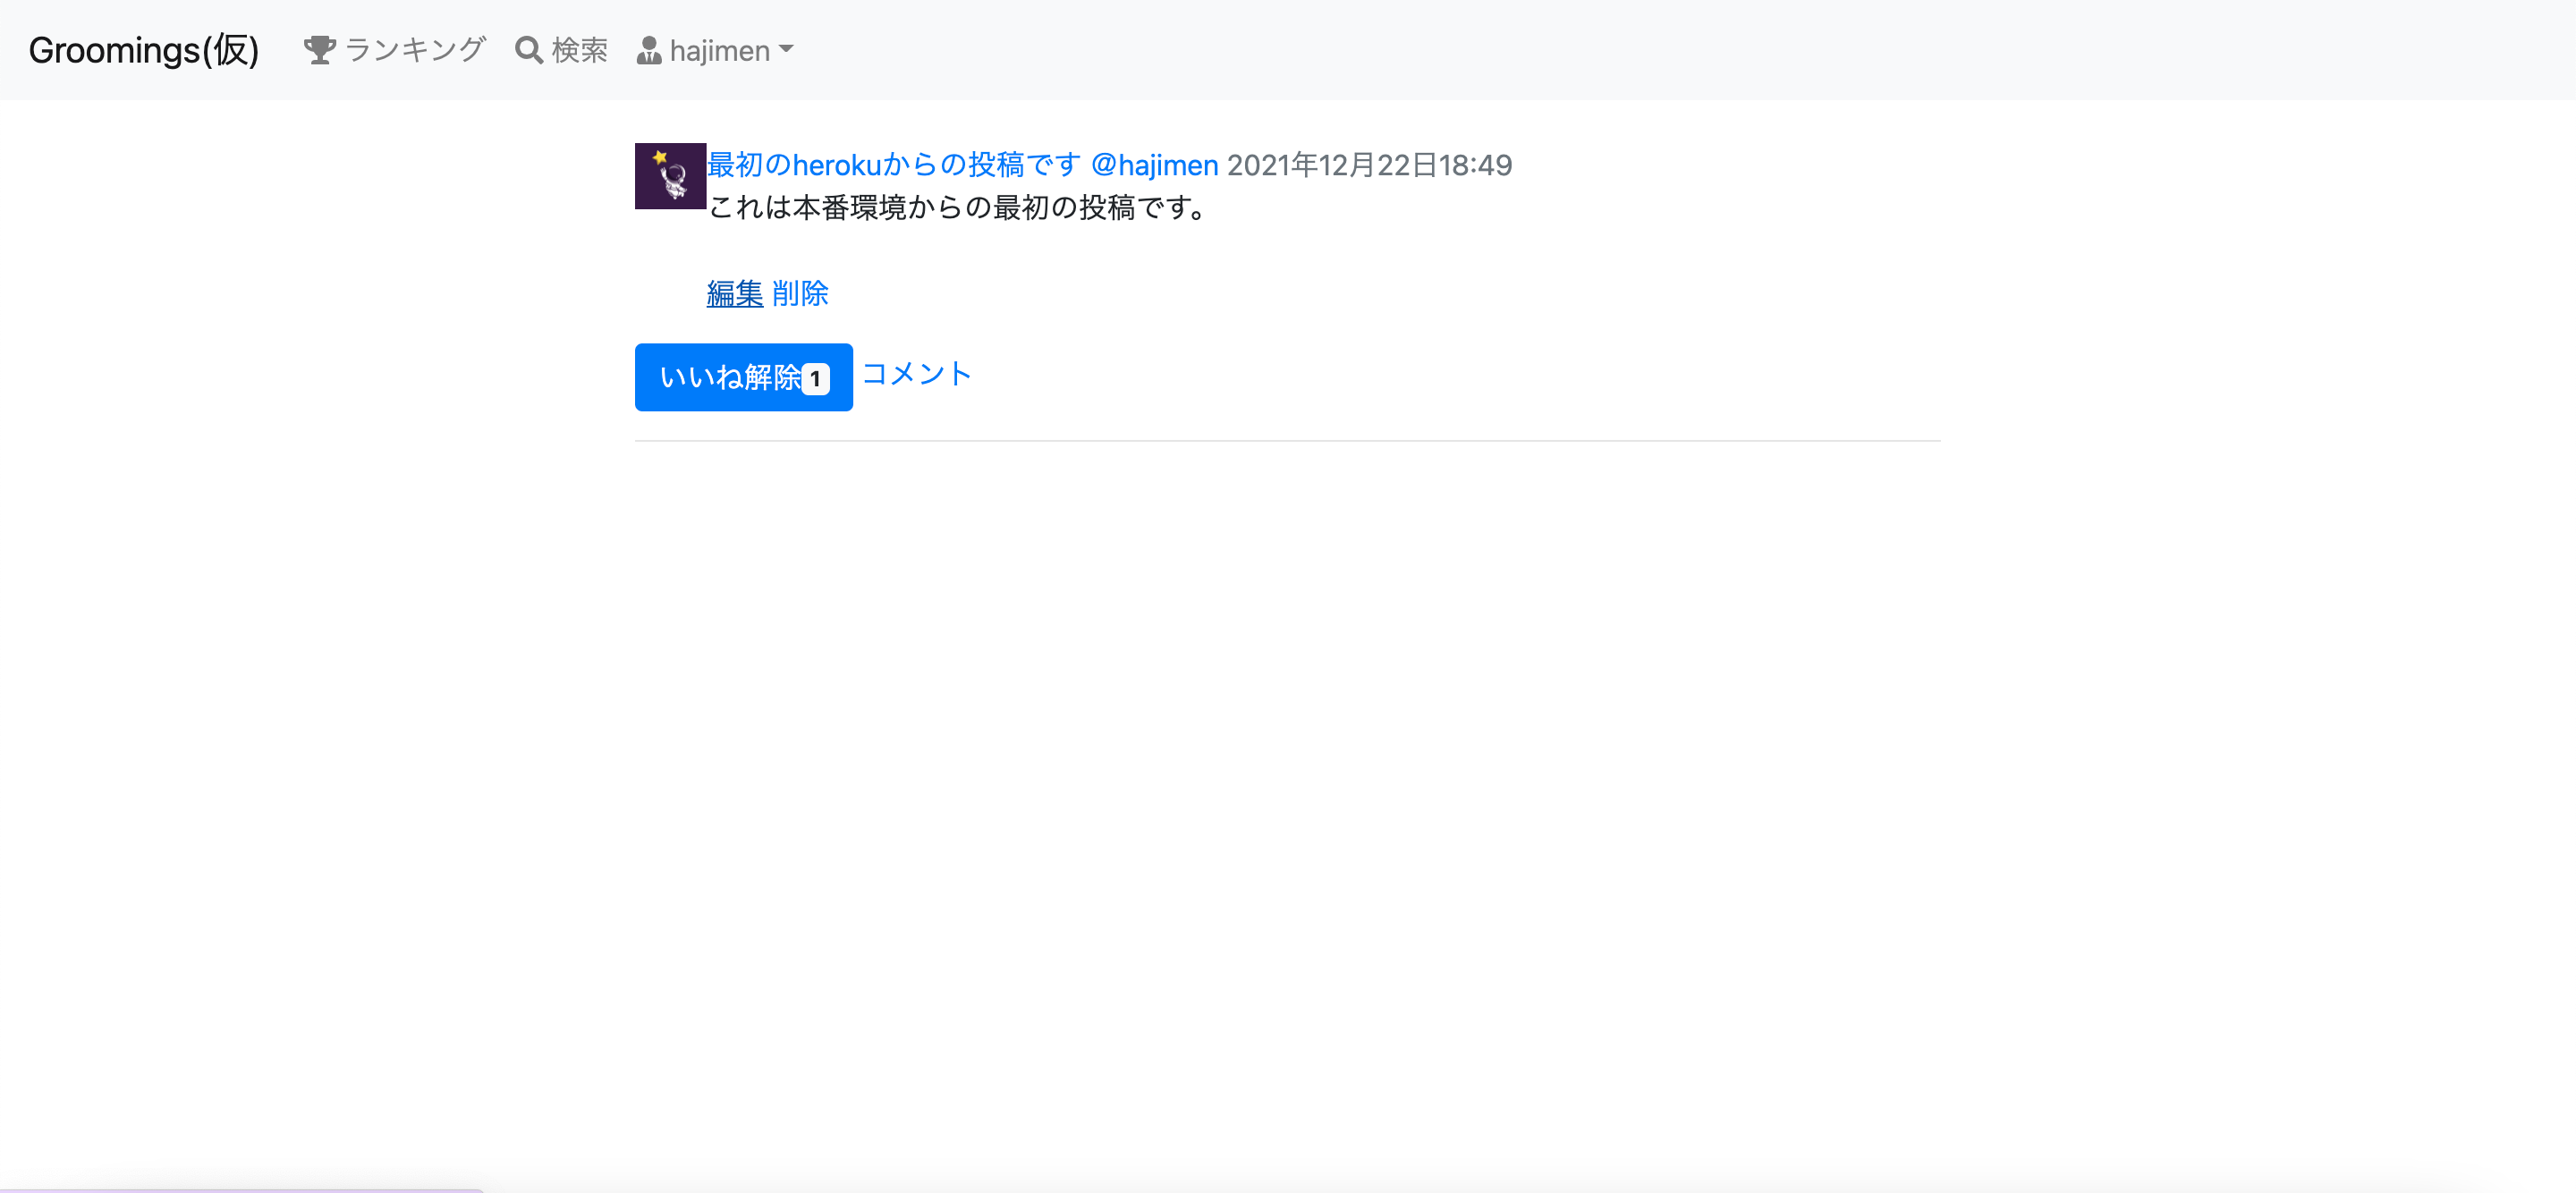 Groomings(仮) ランキング 検索 hajimen
最初のherokuからの投稿です @hajimen 2021年12月22日18:49
これは本番環境からの最初の投稿です。
編集 削除
いいね解除1 コメント